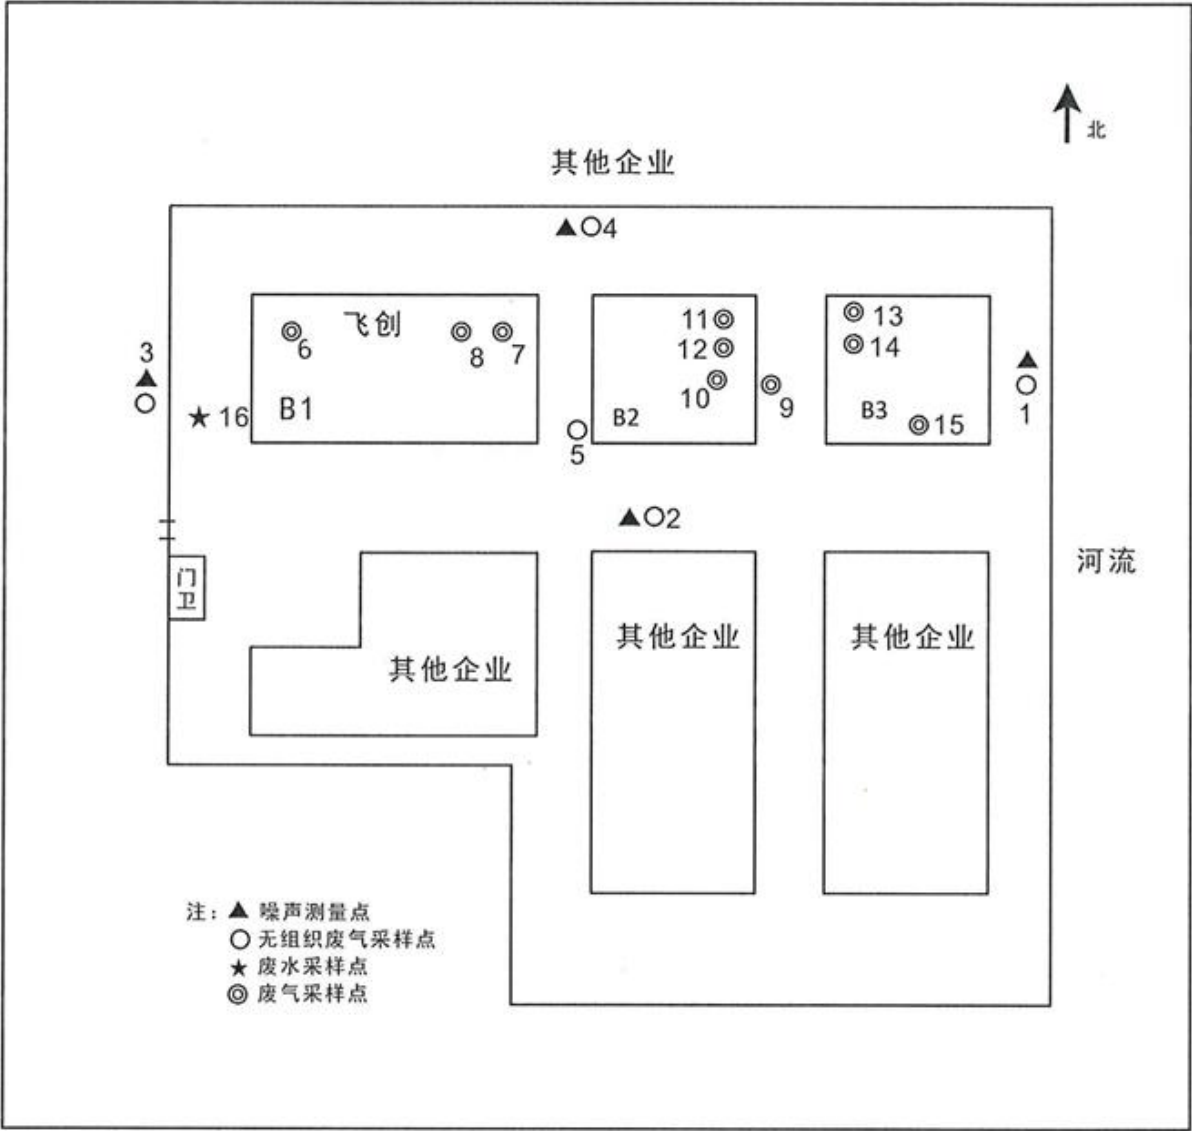 北
其他企业
4
飞创
6
8
7
B1
11
12
10
B2
9
13
14
B3
15
3
16
1
5
2
河流
门卫
其他企业
其他企业
其他企业
注：▲ 噪声测量点
○ 无组织废气采样点
★ 废水采样点
◎ 废气采样点